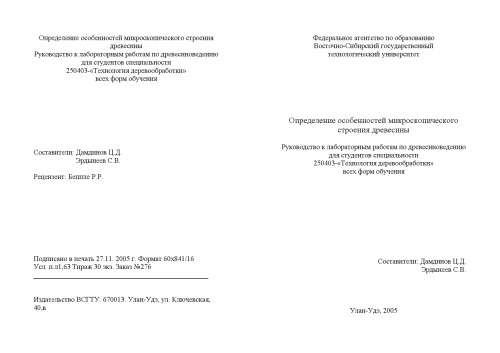 Определение особенностей микроскопического строения
древесины
Руководство к лабораторным работам по древесиноведению
для студентов специальности
250403-«Технология деревообработки»
всех форм обучения
Составители: Дамдинов Ц.Д.
Эрдынеев С.В.
Рецензент: Беппле Р.Р.
Подписано в печать 27.11. 2005 г. Формат 60х841/16
Усл. п.л1,63 Тираж 30 экз. Заказ №276
Издательство ВСГТУ. 670013. Улан-Удэ, ул. Ключевская,
40,в
Федеральное агентство по образованию
Восточно-Сибирский государственный
технологический университет
Определение особенностей микроскопического
строения древесины
Руководство к лабораторным работам по древесиноведению
для студентов специальности
250403-«Технология деревообработки»
всех форм обучения
Составители: Дамдинов Ц.Д.
Эрдынеев С.В.
Улан-Удэ, 2005